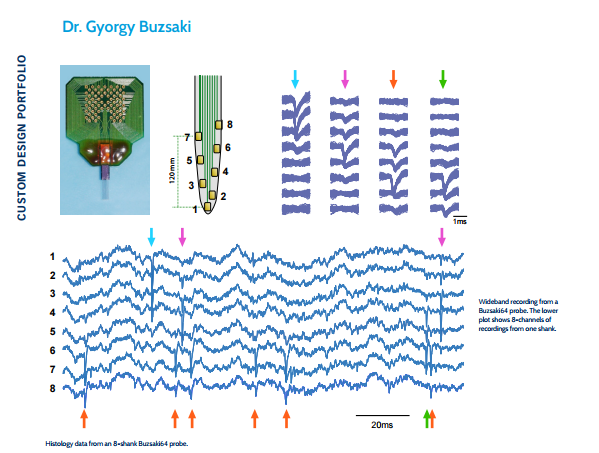 Dr. Gyorgy Buzsaki
CUSTOM DESIGN PORTFOLIO
8
7
6
5
4
3
2
1
120mm
1ms
1
2
3
4
5
6
7
8
Wideband recording from a
Buzsaki64 probe. The lower
plot shows 8-channels of
recordings from one shank.
20ms
Histology data from an 8-shank Buzsaki64 probe.